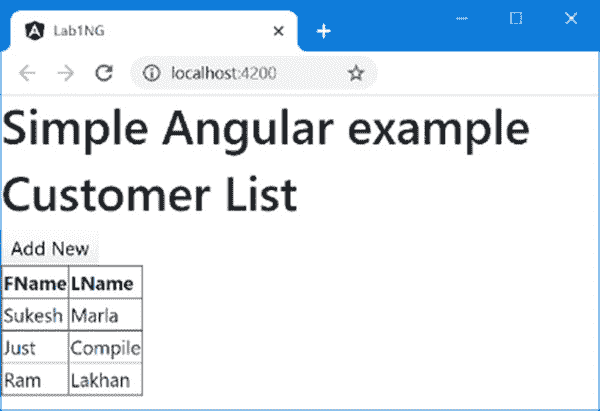 Lab1NG
localhost:4200
Simple Angular example
Customer List
Add New
FName LName
Sukesh Marla
Just Compile
Ram Lakhan